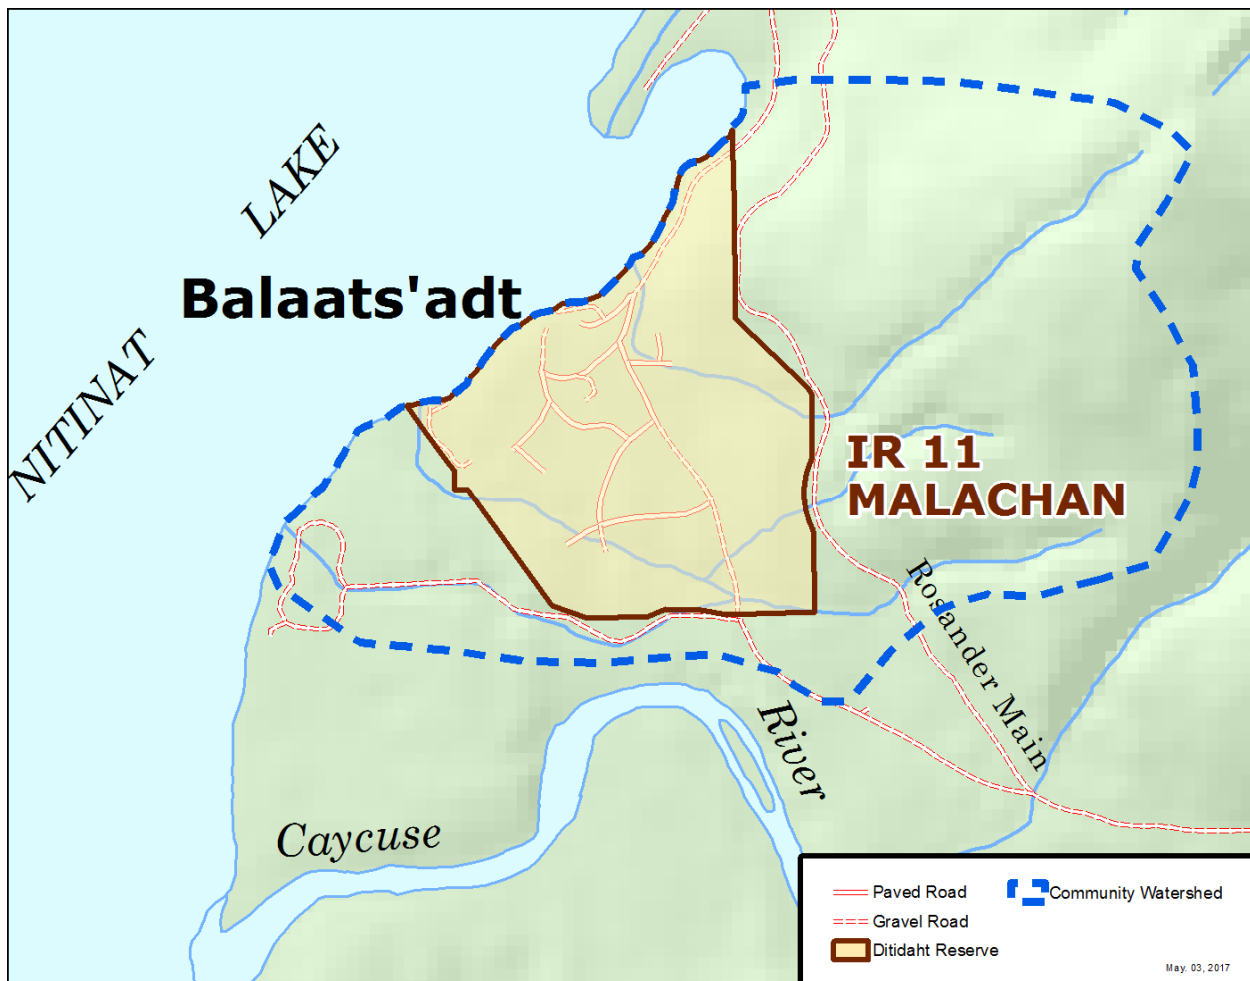 NITINAT LAKE
Balaats'adt
IR 11
MALACHAN
Rosander Main
Caycuse River
Paved Road
Gravel Road
Ditidaht Reserve
Community Watershed
May. 03, 2017